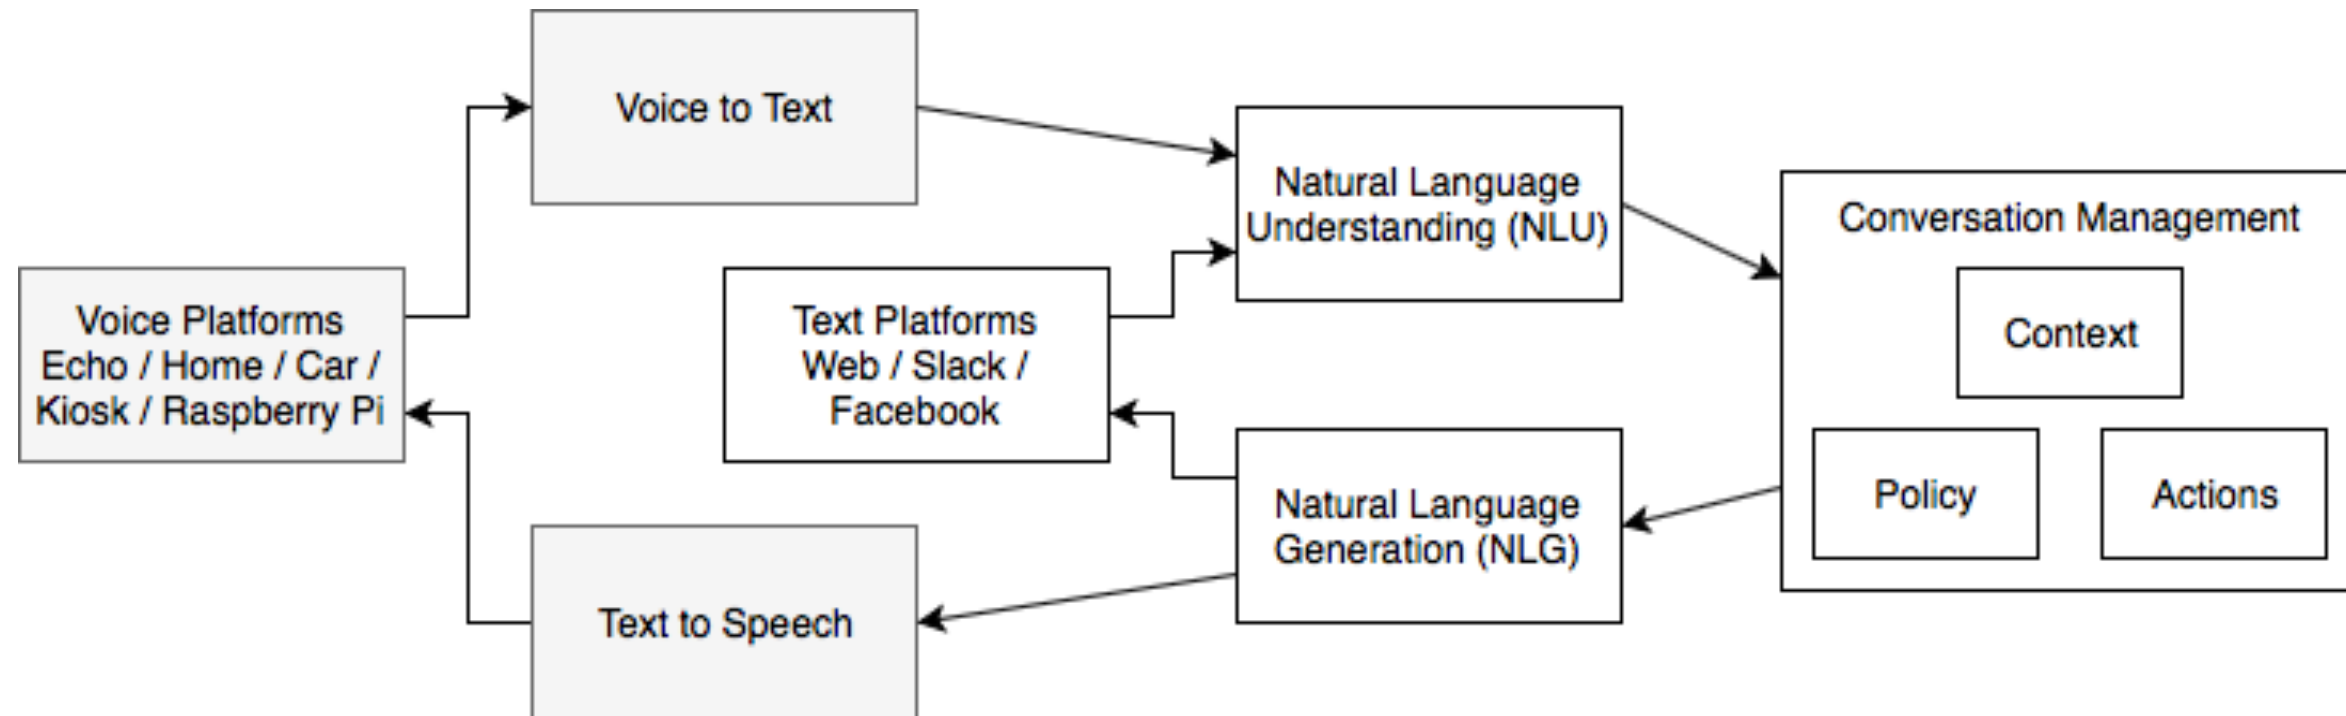 Voice to Text
Natural Language
Understanding (NLU)
Conversation Management
Context
Voice Platforms
Echo / Home / Car /
Kiosk / Raspberry Pi
Text Platforms
Web / Slack /
Facebook
Natural Language
Generation (NLG)
Policy
Actions
Text to Speech